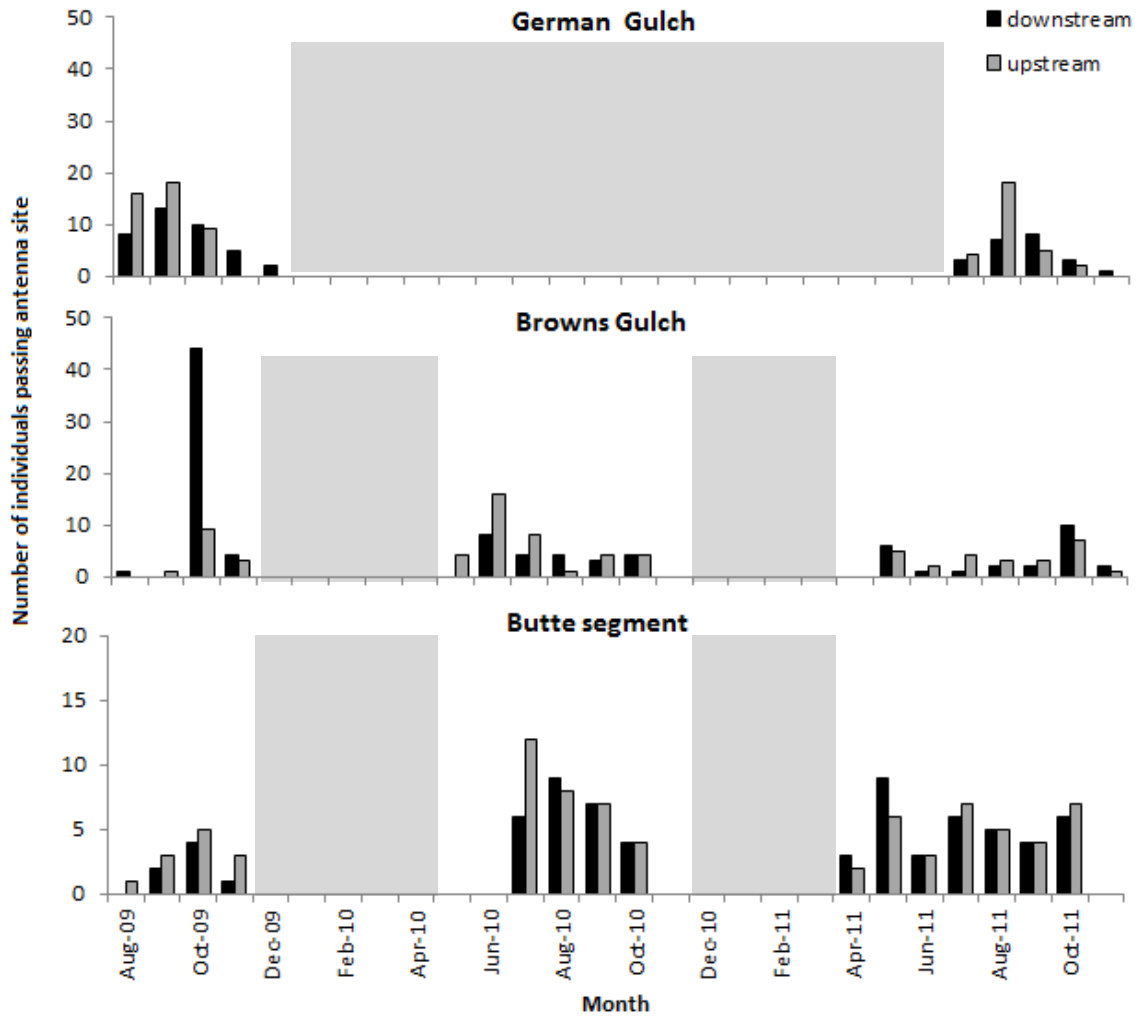 German Gulch
downstream
upstream
50
40
30
20
10
0
Number of individuals passing antenna site
Browns Gulch
50
40
30
20
10
0
Butte segment
20
15
10
5
0
Aug-09
Oct-09
Dec-09
Feb-10
Apr-10
Jun-10
Aug-10
Oct-10
Dec-10
Feb-11
Apr-11
Jun-11
Aug-11
Oct-11
Month